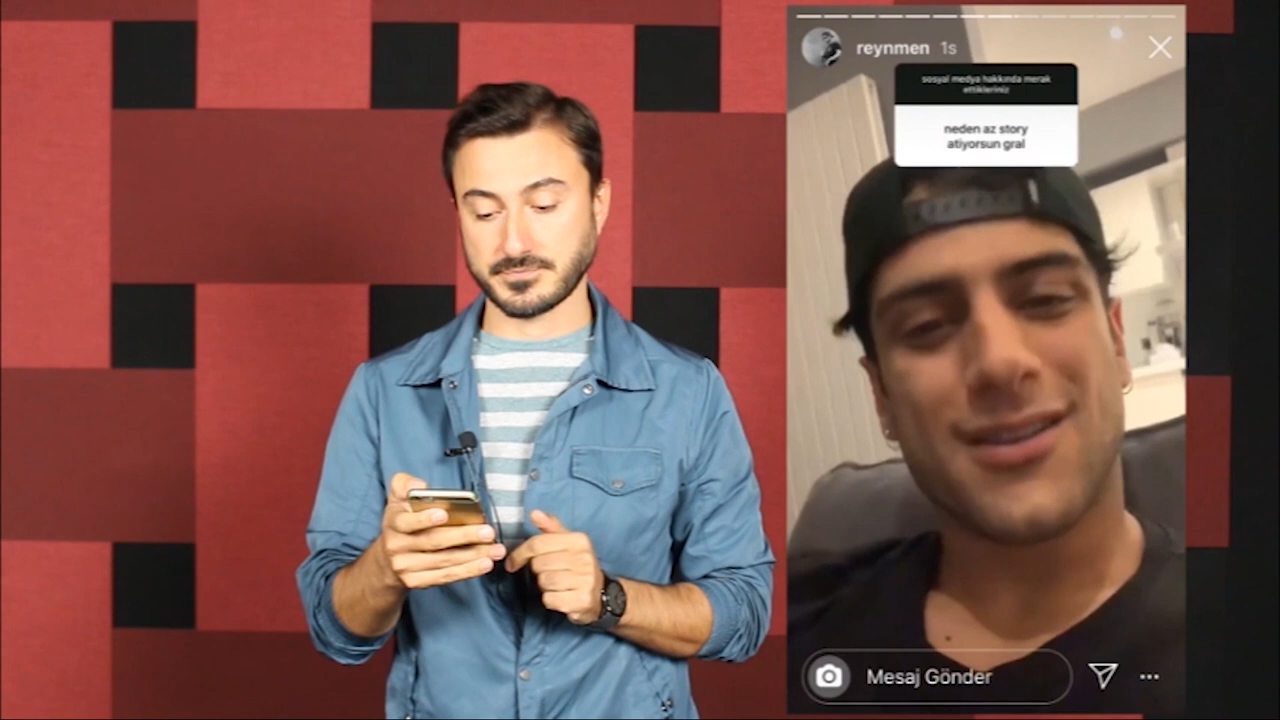 reynmen 1s
sosyal medya hakkında merak
ettikleriniz
neden az story
atiyorsun gral
Mesaj Gönder